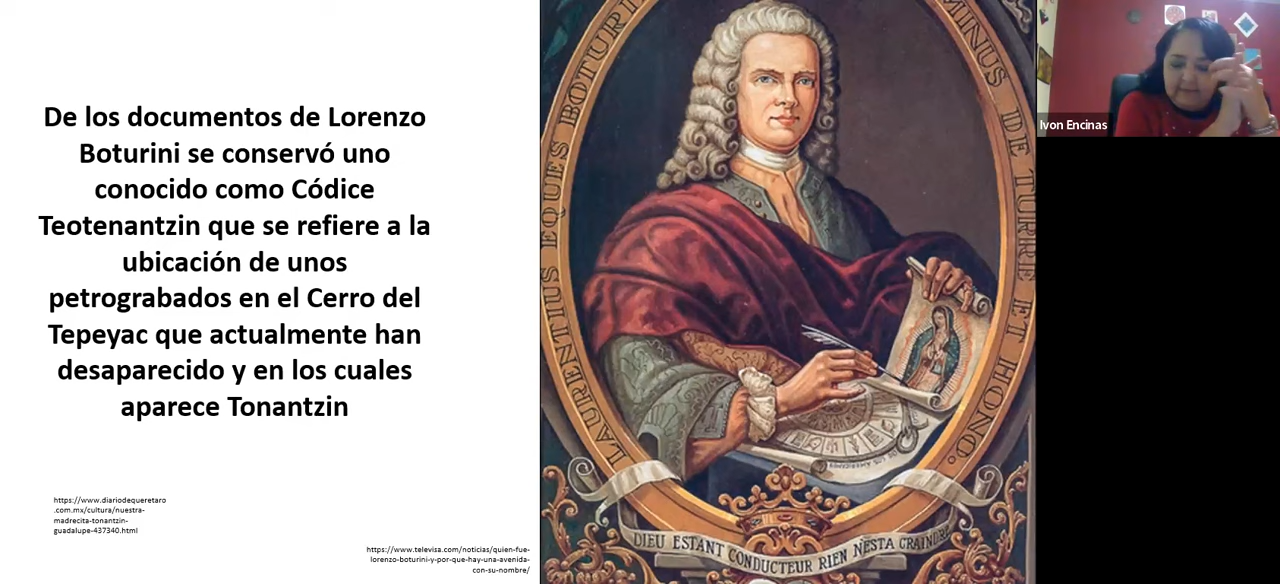 De los documentos de Lorenzo
Boturini se conservó uno
conocido como Códice
Teotenantzin que se refiere a la
ubicación de unos
petrograbados en el Cerro del
Tepeyac que actualmente han
desaparecido y en los cuales
aparece Tonantzin
https://www.diariodequeretaro
.com.mx/cultura/nuestra-
madrecita-tonantzin-
guadalupe-437340.html
https://www.televisa.com/noticias/quien-fue-
lorenzo-boturini-y-por-que-hay-una-avenida-
con-su-nombre/
LAURENTIUS EQUES BOTURI
MINIUS DE TURRE ET HONO.
DIEU ESTANT CONDUCTEUR RIEN NESTA CRAINDRE
Ivon Encinas